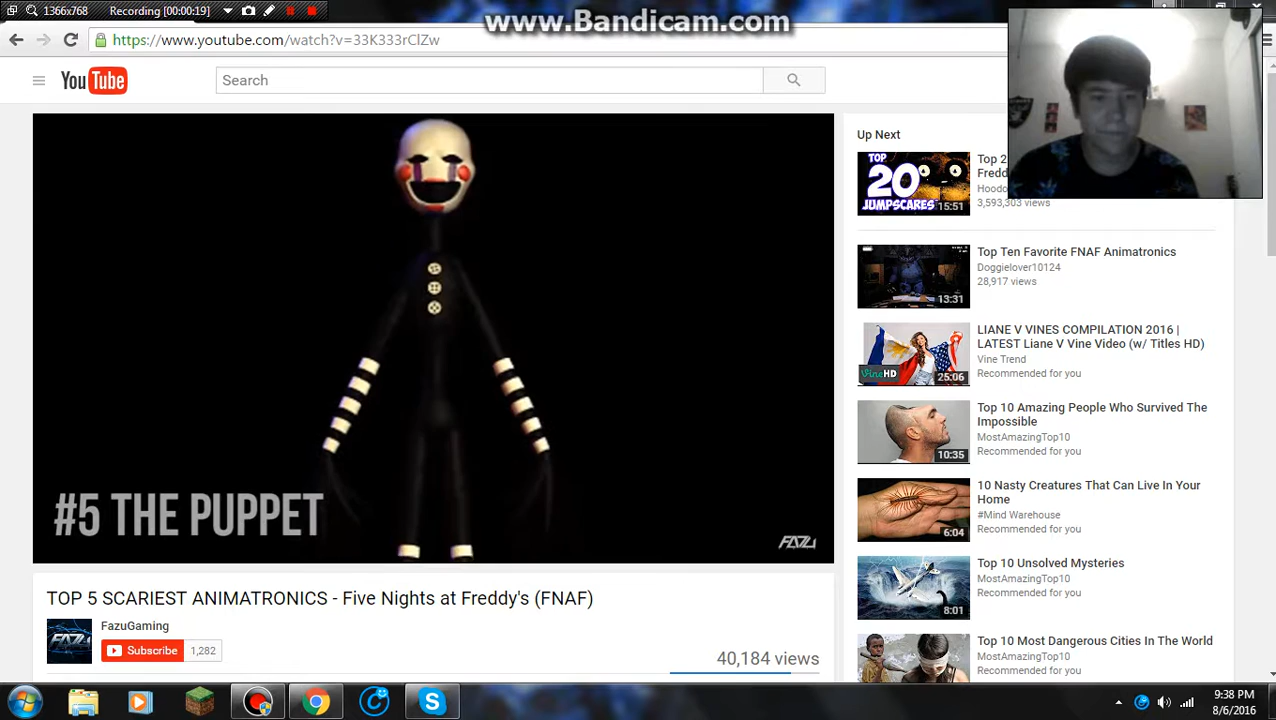 1366x768 Recording [00:00:19]
www.Bandicam.com
https://www.youtube.com/watch?v=33K333rClZw
YouTube
Search
#5 THE PUPPET
FAZU
TOP 5 SCARIEST ANIMATRONICS - Five Nights at Freddy's (FNAF)
FAZU
FazuGaming
Subscribe 1,282
40,184 views
Up Next
TOP 20 JUMPSCARES
15:51
Top 2
Fredd
Hoodo
3,593,303 views
13:31
Top Ten Favorite FNAF Animatronics
Doggielover10124
28,917 views
Vine HD
25:06
LIANE V VINES COMPILATION 2016 |
LATEST Liane V Vine Video (w/ Titles HD)
Vine Trend
Recommended for you
10:35
Top 10 Amazing People Who Survived The
Impossible
MostAmazingTop10
Recommended for you
6:04
10 Nasty Creatures That Can Live In Your
Home
#Mind Warehouse
Recommended for you
8:01
Top 10 Unsolved Mysteries
MostAmazingTop10
Recommended for you
Top 10 Most Dangerous Cities In The World
MostAmazingTop10
Recommended for you
9:38 PM
8/6/2016